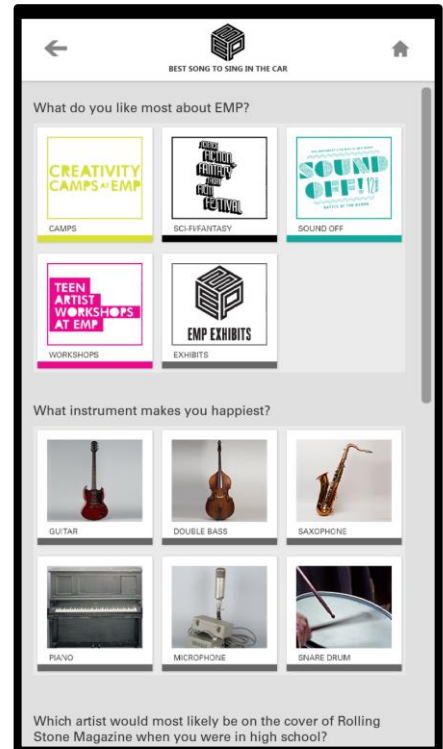 EMP
BEST SONG TO SING IN THE CAR
What do you like most about EMP?
CREATIVITY
CAMPS AT EMP
CAMPS
SCIENCE
FICTION
FANTASY
SHORT
FILM
FESTIVAL
SCI-FI/FANTASY
SOUND
OFF!
BATTLE OF THE BANDS
SOUND OFF
TEEN
ARTIST
WORKSHOPS
AT EMP
WORKSHOPS
EMP
EMP EXHIBITS
EXHIBITS
What instrument makes you happiest?
GUITAR
DOUBLE BASS
SAXOPHONE
PIANO
MICROPHONE
SNARE DRUM
Which artist would most likely be on the cover of Rolling
Stone Magazine when you were in high school?